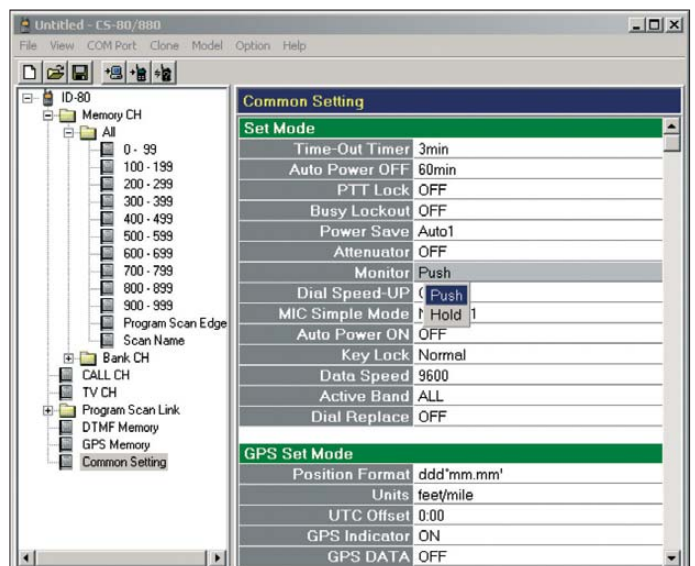 Untitled - CS-80/880
File View COM Port Clone Model Option Help
ID-80
Memory CH
All
0 - 99
100 - 199
200 - 299
300 - 399
400 - 499
500 - 599
600 - 699
700 - 799
800 - 899
900 - 999
Program Scan Edge
Scan Name
Bank CH
CALL CH
TV CH
Program Scan Link
DTMF Memory
GPS Memory
Common Setting
Common Setting
Set Mode
Time-Out Timer 3min
Auto Power OFF 60min
PTT Lock OFF
Busy Lockout OFF
Power Save Auto1
Attenuator OFF
Monitor Push
Dial Speed-UP
Push
MIC Simple Mode
Hold
Auto Power ON OFF
Key Lock Normal
Data Speed 9600
Active Band ALL
Dial Replace OFF
GPS Set Mode
Position Format ddd°mm.mm'
Units feet/mile
UTC Offset 0:00
GPS Indicator ON
GPS DATA OFF